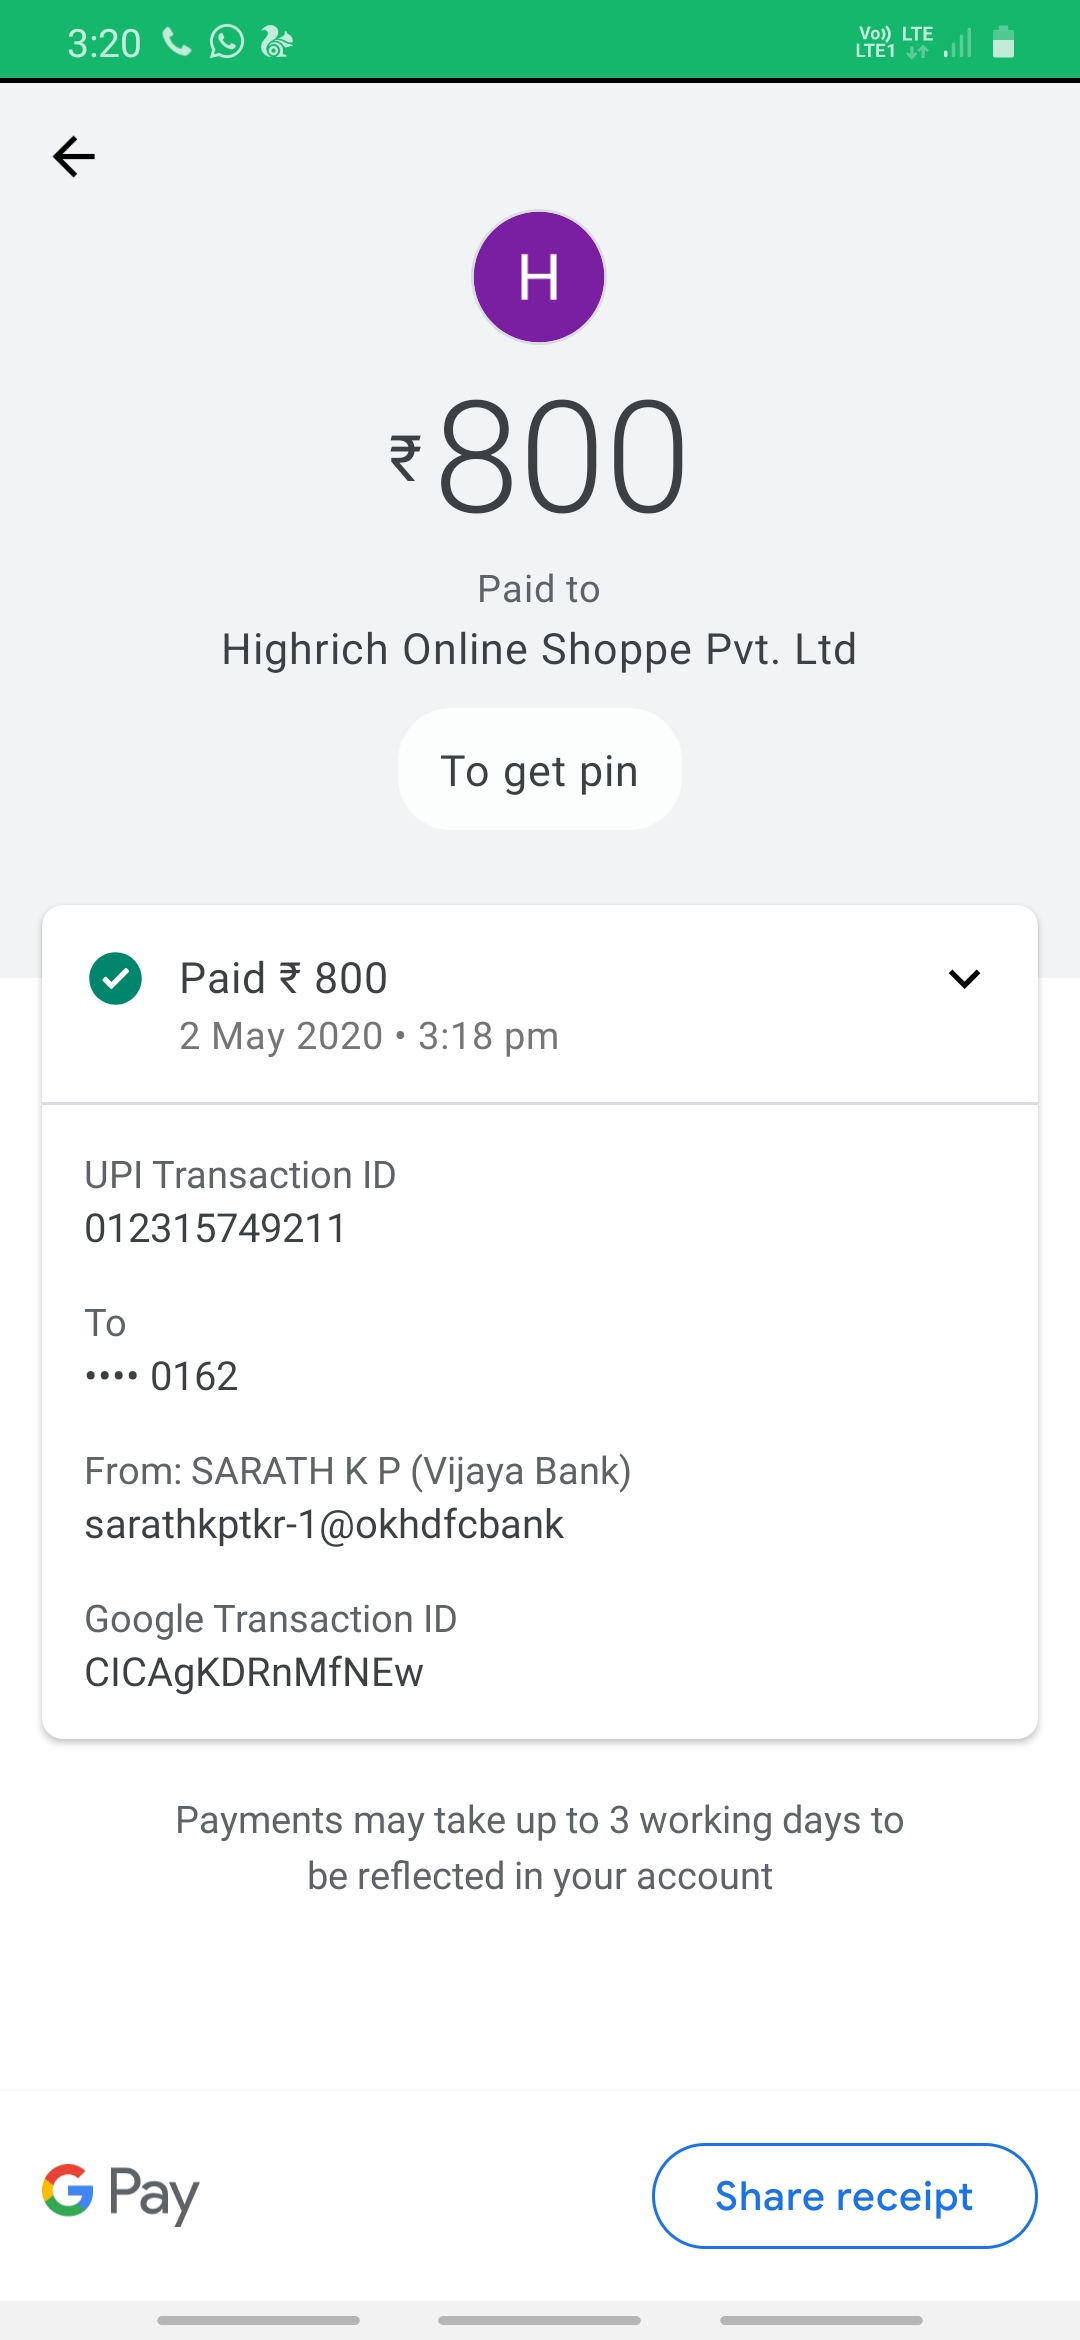 3:20
Vo)) LTE
LTE1
H
₹800
Paid to
Highrich Online Shoppe Pvt. Ltd
To get pin
Paid ₹ 800
2 May 2020 • 3:18 pm
UPI Transaction ID
012315749211
To
•••• 0162
From: SARATH K P (Vijaya Bank)
sarathkptkr-1@okhdfcbank
Google Transaction ID
CICAgKDRnMfNEw
Payments may take up to 3 working days to
be reflected in your account
G Pay
Share receipt